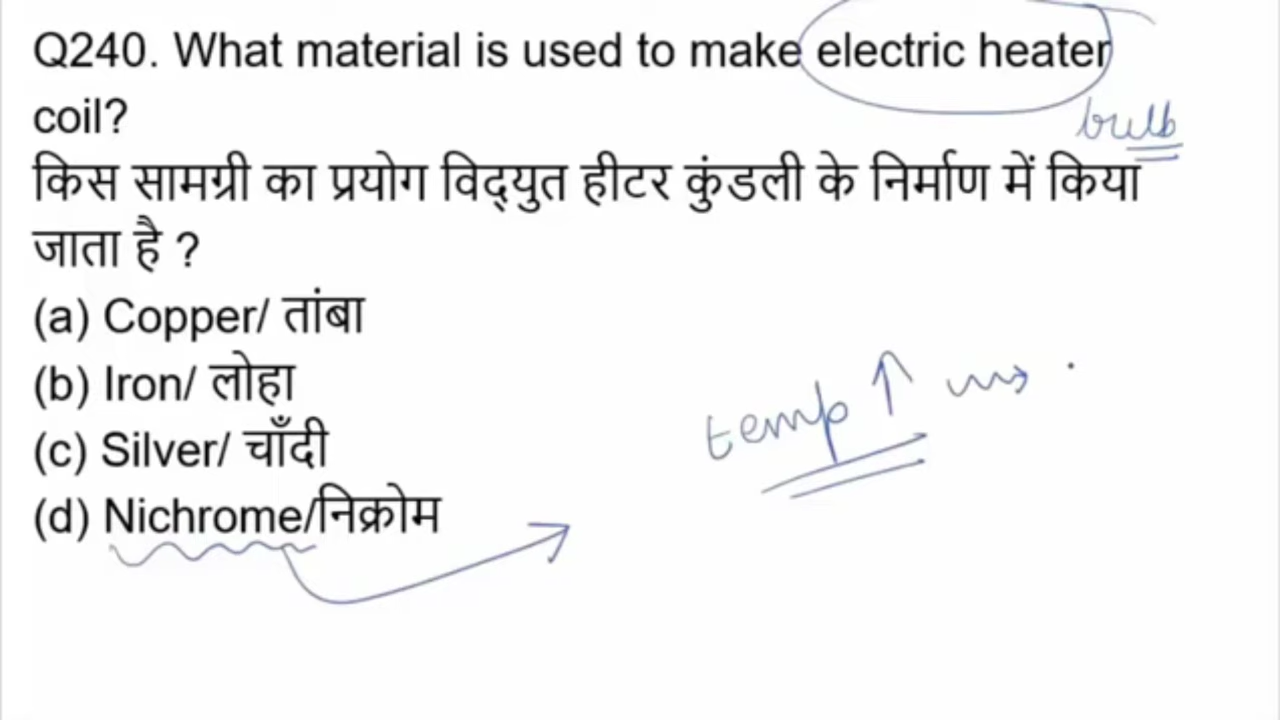 Q240. What material is used to make electric heater
coil?
bulb
किस सामग्री का प्रयोग विद्युत हीटर कुंडली के निर्माण में किया
जाता है ?
(a) Copper/ तांबा
(b) Iron/ लोहा
(c) Silver/ चाँदी
(d) Nichrome/निक्रोम
temp ↑